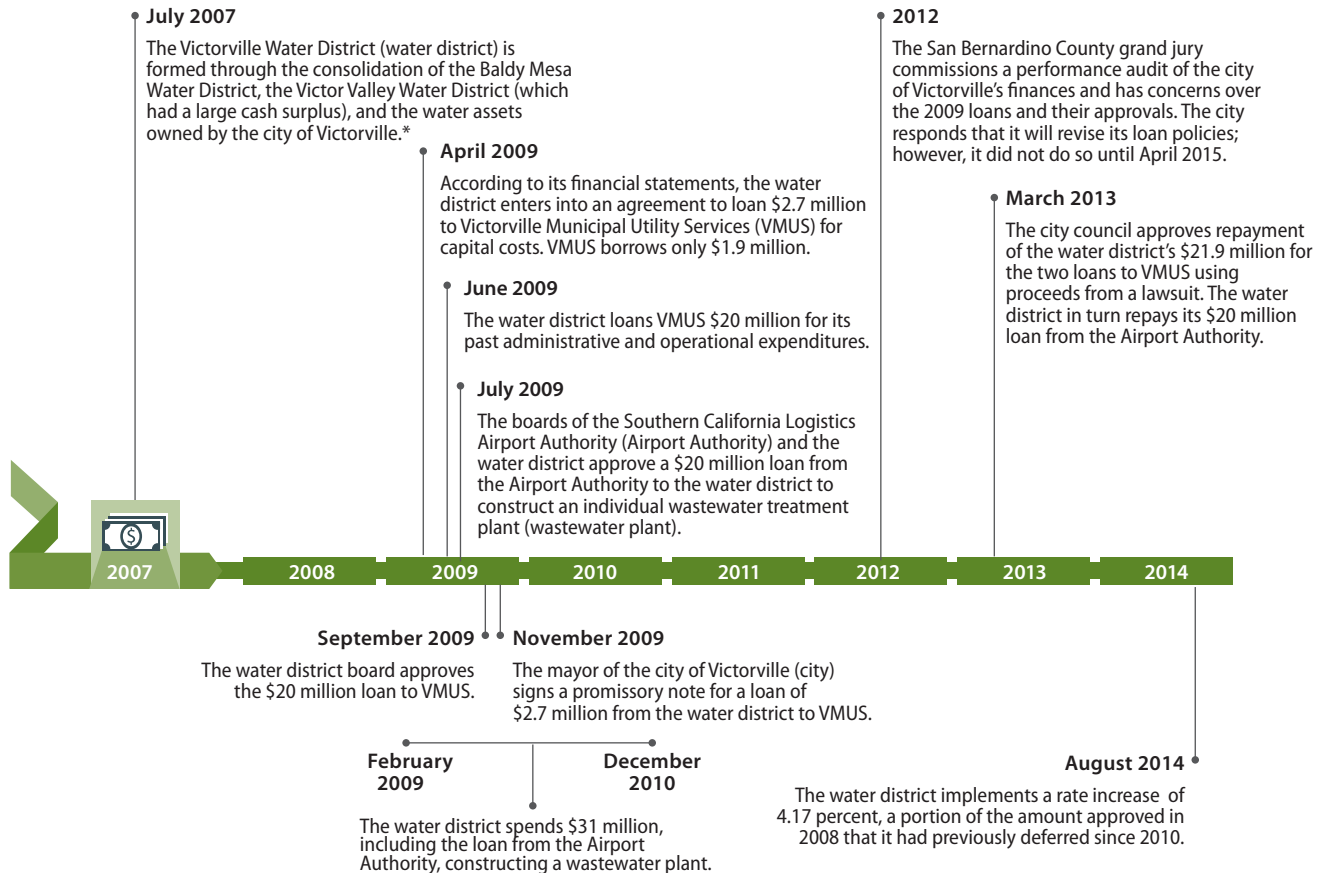 July 2007
The Victorville Water District (water district) is
formed through the consolidation of the Baldy Mesa
Water District, the Victor Valley Water District (which
had a large cash surplus), and the water assets
owned by the city of Victorville.*
April 2009
According to its financial statements, the water
district enters into an agreement to loan $2.7 million
to Victorville Municipal Utility Services (VMUS) for
capital costs. VMUS borrows only $1.9 million.
June 2009
The water district loans VMUS $20 million for its
past administrative and operational expenditures.
July 2009
The boards of the Southern California Logistics
Airport Authority (Airport Authority) and the
water district approve a $20 million loan from
the Airport Authority to the water district to
construct an individual wastewater treatment
plant (wastewater plant).
2012
The San Bernardino County grand jury
commissions a performance audit of the city
of Victorville's finances and has concerns over
the 2009 loans and their approvals. The city
responds that it will revise its loan policies;
however, it did not do so until April 2015.
March 2013
The city council approves repayment
of the water district's $21.9 million for
the two loans to VMUS using
proceeds from a lawsuit. The water
district in turn repays its $20 million
loan from the Airport Authority.
$
2007
2008
2009
2010
2011
2012
2013
2014
September 2009
The water district board approves
the $20 million loan to VMUS.
November 2009
The mayor of the city of Victorville (city)
signs a promissory note for a loan of
$2.7 million from the water district to VMUS.
February
2009
December
2010
The water district spends $31 million,
including the loan from the Airport
Authority, constructing a wastewater plant.
August 2014
The water district implements a rate increase of
4.17 percent, a portion of the amount approved in
2008 that it had previously deferred since 2010.